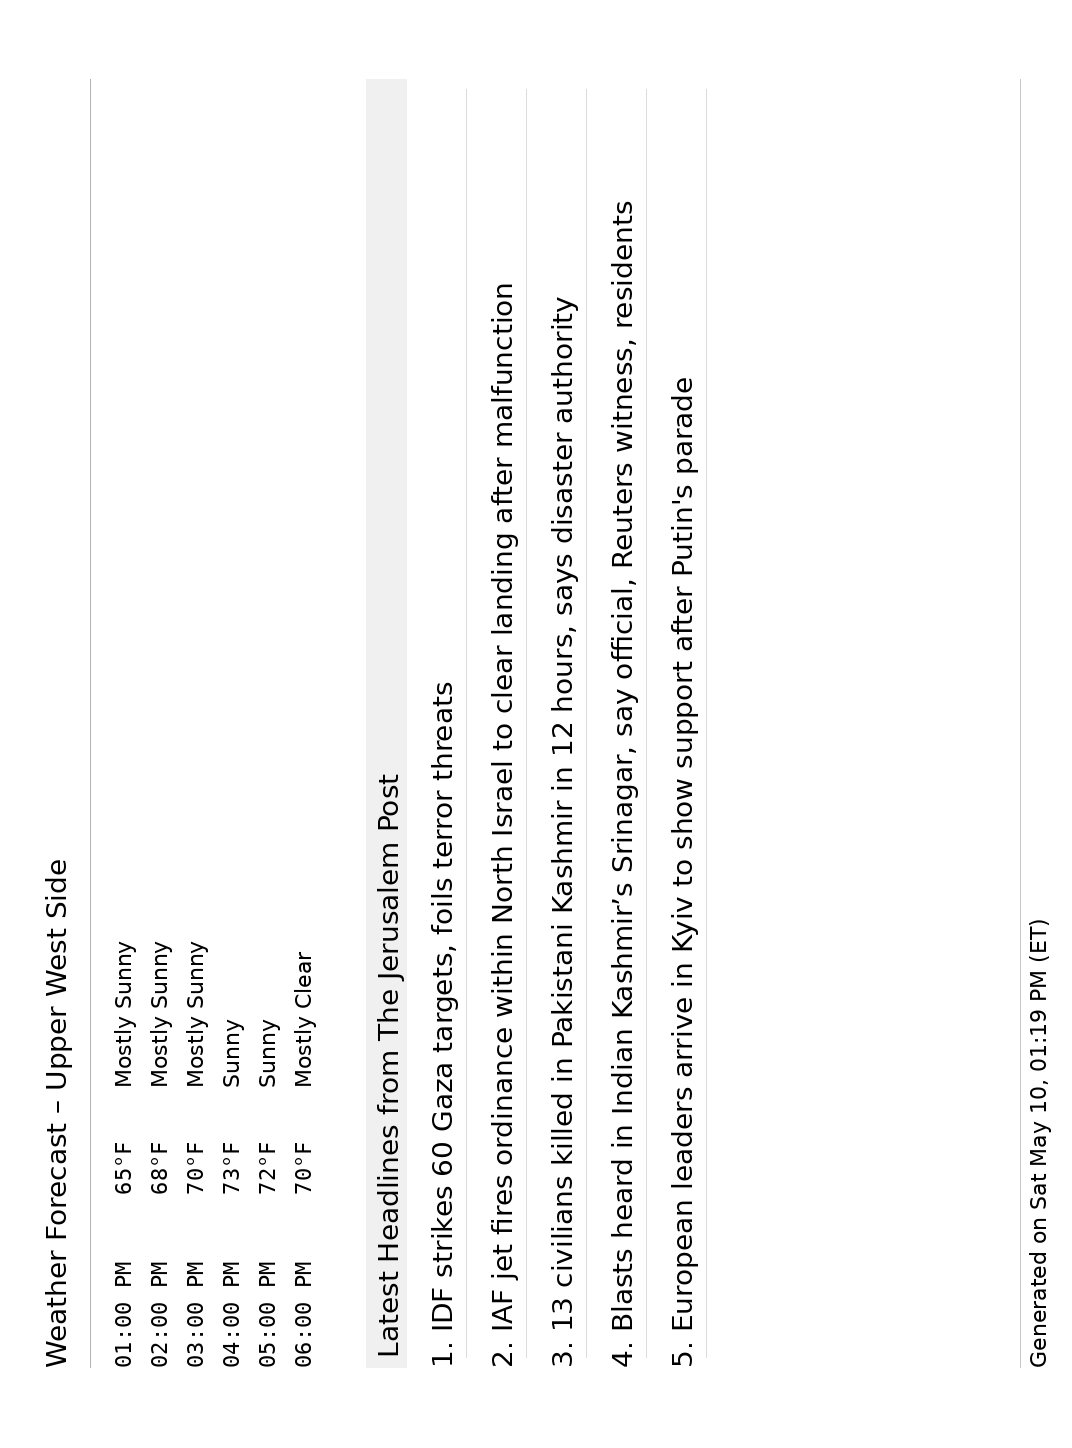 Weather Forecast – Upper West Side
01:00 PM 65°F Mostly Sunny
02:00 PM 68°F Mostly Sunny
03:00 PM 70°F Mostly Sunny
04:00 PM 73°F Sunny
05:00 PM 72°F Sunny
06:00 PM 70°F Mostly Clear
Latest Headlines from The Jerusalem Post
1. IDF strikes 60 Gaza targets, foils terror threats
2. IAF jet fires ordinance within North Israel to clear landing after malfunction
3. 13 civilians killed in Pakistani Kashmir in 12 hours, says disaster authority
4. Blasts heard in Indian Kashmir’s Srinagar, say official, Reuters witness, residents
5. European leaders arrive in Kyiv to show support after Putin's parade
Generated on Sat May 10, 01:19 PM (ET)